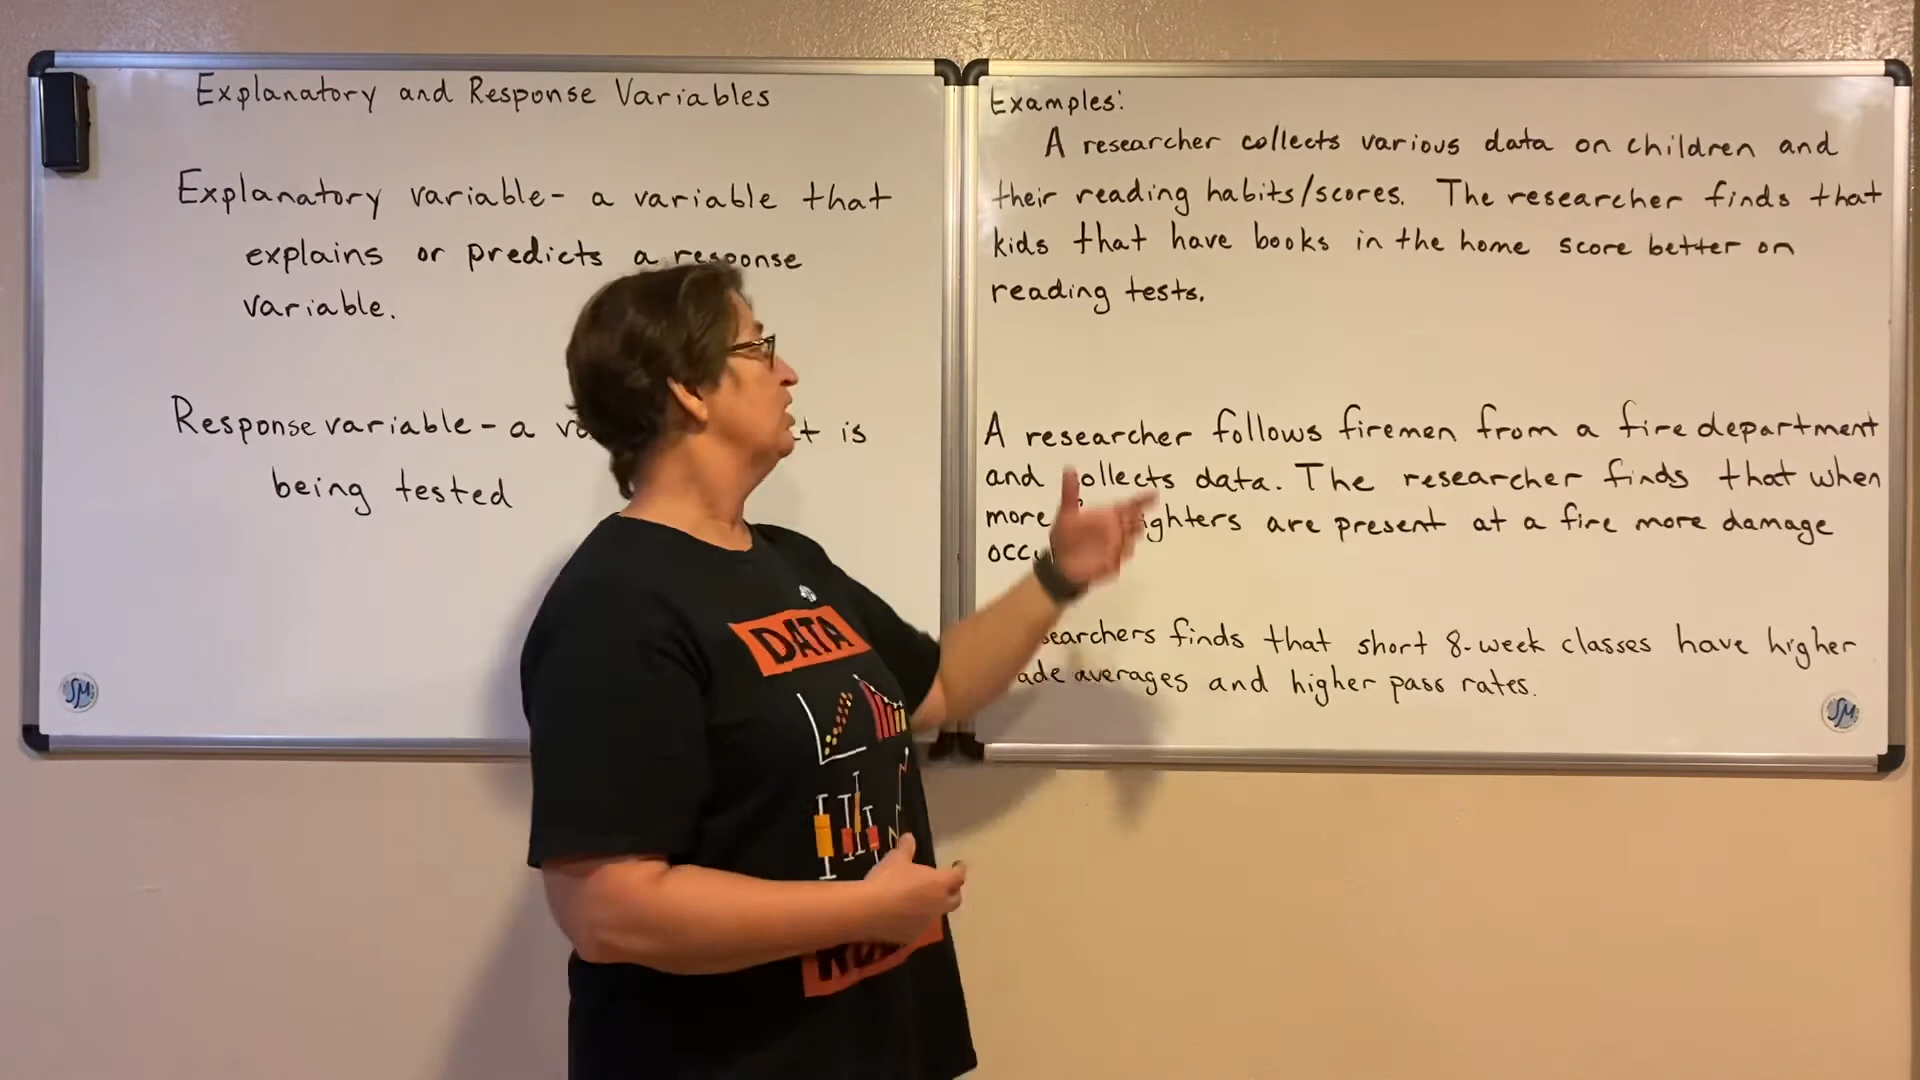 Explanatory and Response Variables
Explanatory variable- a variable that
explains or predicts a response
variable.
Response variable- a is
being tested
Examples:
A researcher collects various data on children and
their reading habits/scores. The researcher finds that
kids that have books in the home score better on
reading tests.
A researcher follows firemen from a fire department
and collects data. The researcher finds that when
more are present at a fire more damage
finds that short 8-week classes have higher
averages and higher pass rates.
SM
SM
DATA